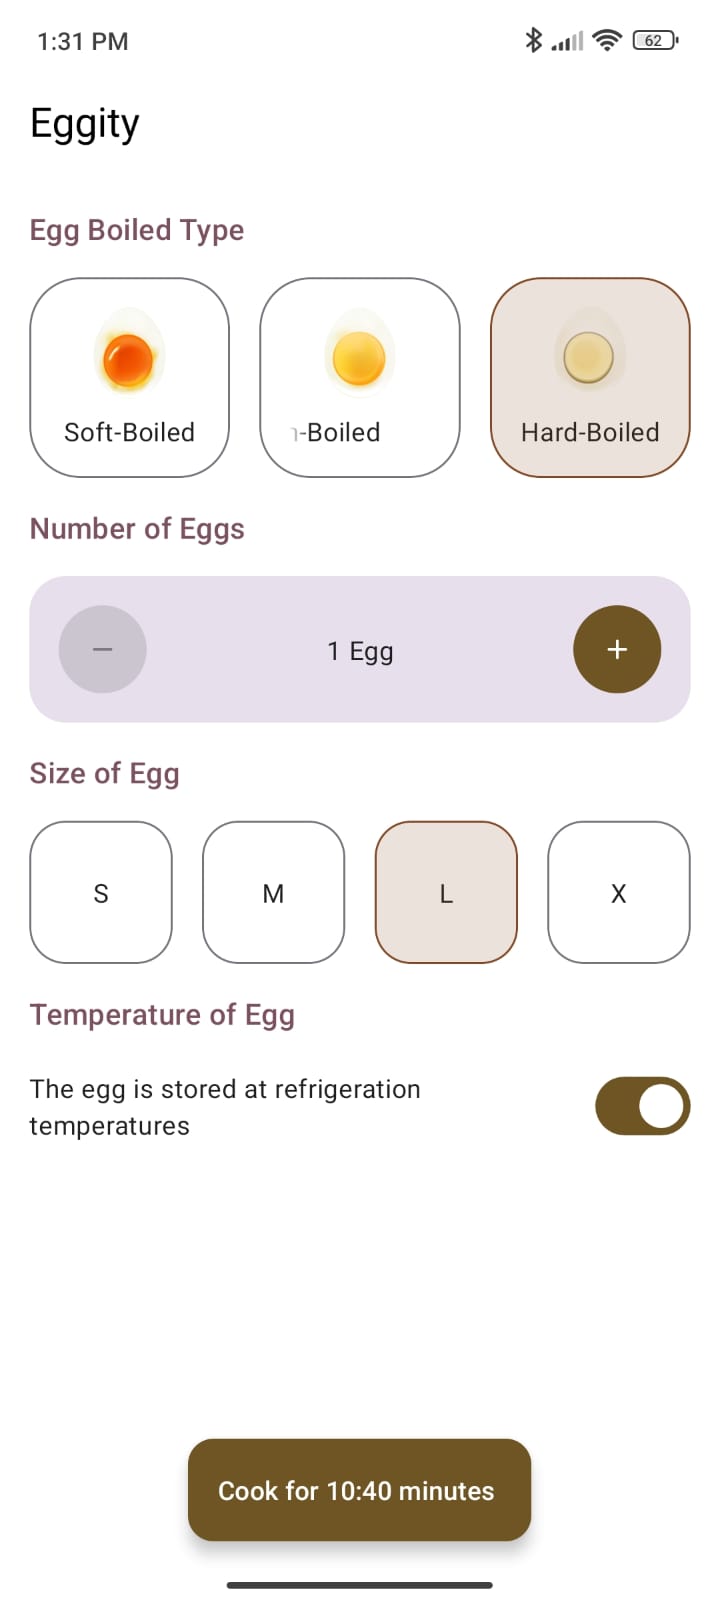 1:31 PM
62
Eggity
Egg Boiled Type
Soft-Boiled
-Boiled
Hard-Boiled
Number of Eggs
−
1 Egg
+
Size of Egg
S
M
L
X
Temperature of Egg
The egg is stored at refrigeration
temperatures
Cook for 10:40 minutes